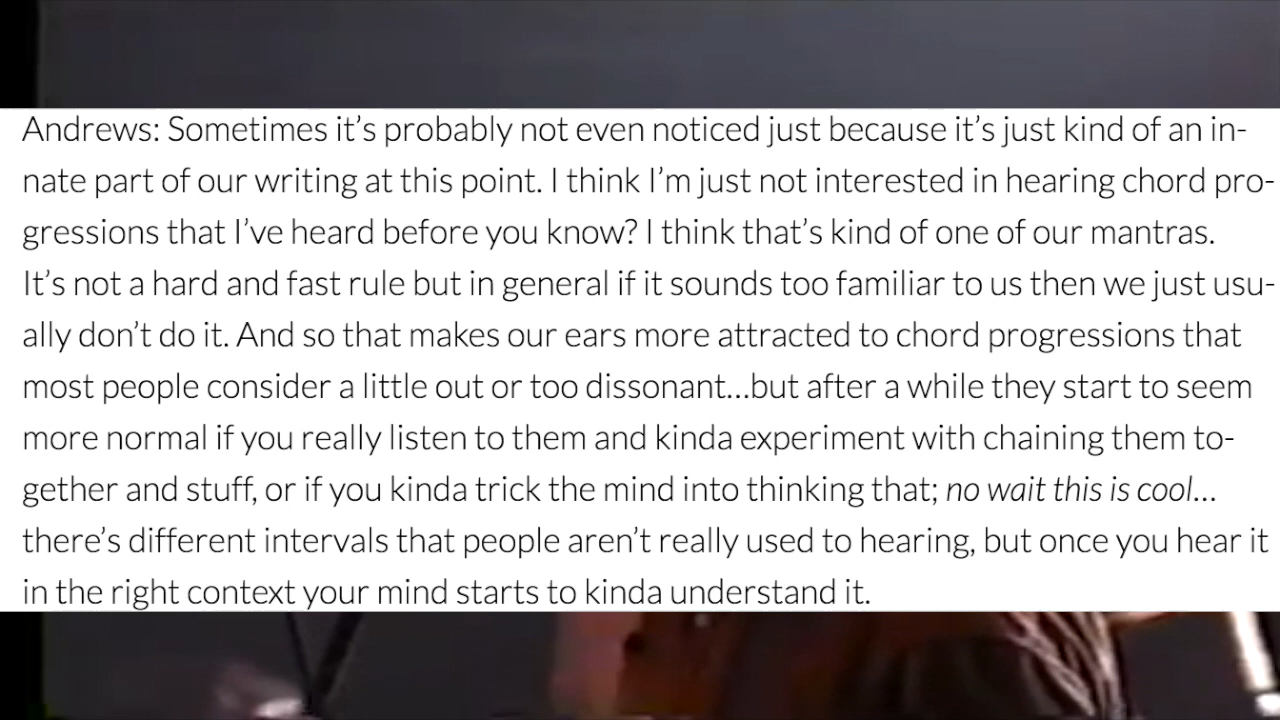 Andrews: Sometimes it’s probably not even noticed just because it’s just kind of an in-
nate part of our writing at this point. I think I’m just not interested in hearing chord pro-
gressions that I’ve heard before you know? I think that’s kind of one of our mantras.
It’s not a hard and fast rule but in general if it sounds too familiar to us then we just usu-
ally don’t do it. And so that makes our ears more attracted to chord progressions that
most people consider a little out or too dissonant…but after a while they start to seem
more normal if you really listen to them and kinda experiment with chaining them to-
gether and stuff, or if you kinda trick the mind into thinking that; no wait this is cool…
there’s different intervals that people aren’t really used to hearing, but once you hear it
in the right context your mind starts to kinda understand it.